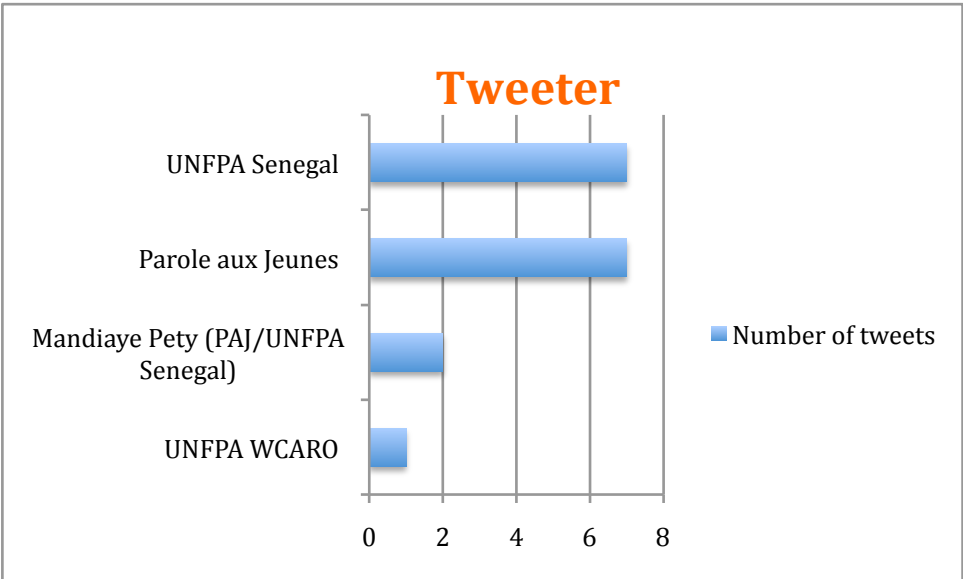 Tweeter
UNFPA Senegal
Parole aux Jeunes
Mandiaye Pety (PAJ/UNFPA
Senegal)
UNFPA WCARO
Number of tweets
0 2 4 6 8